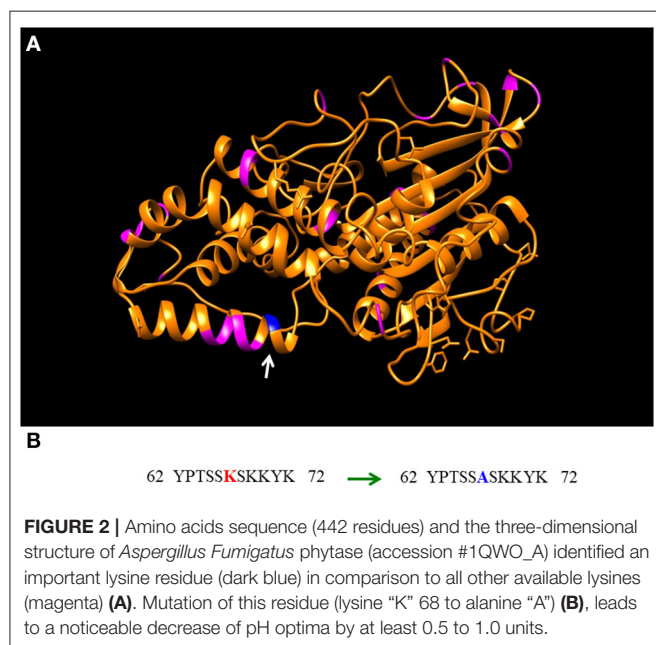 A
B
62 YPTSSKSKKYK 72 → 62 YPTSSASKKYK 72
FIGURE 2 | Amino acids sequence (442 residues) and the three-dimensional
structure of Aspergillus Fumigatus phytase (accession #1QWO_A) identified an
important lysine residue (dark blue) in comparison to all other available lysines
(magenta) (A). Mutation of this residue (lysine “K” 68 to alanine “A”) (B), leads
to a noticeable decrease of pH optima by at least 0.5 to 1.0 units.